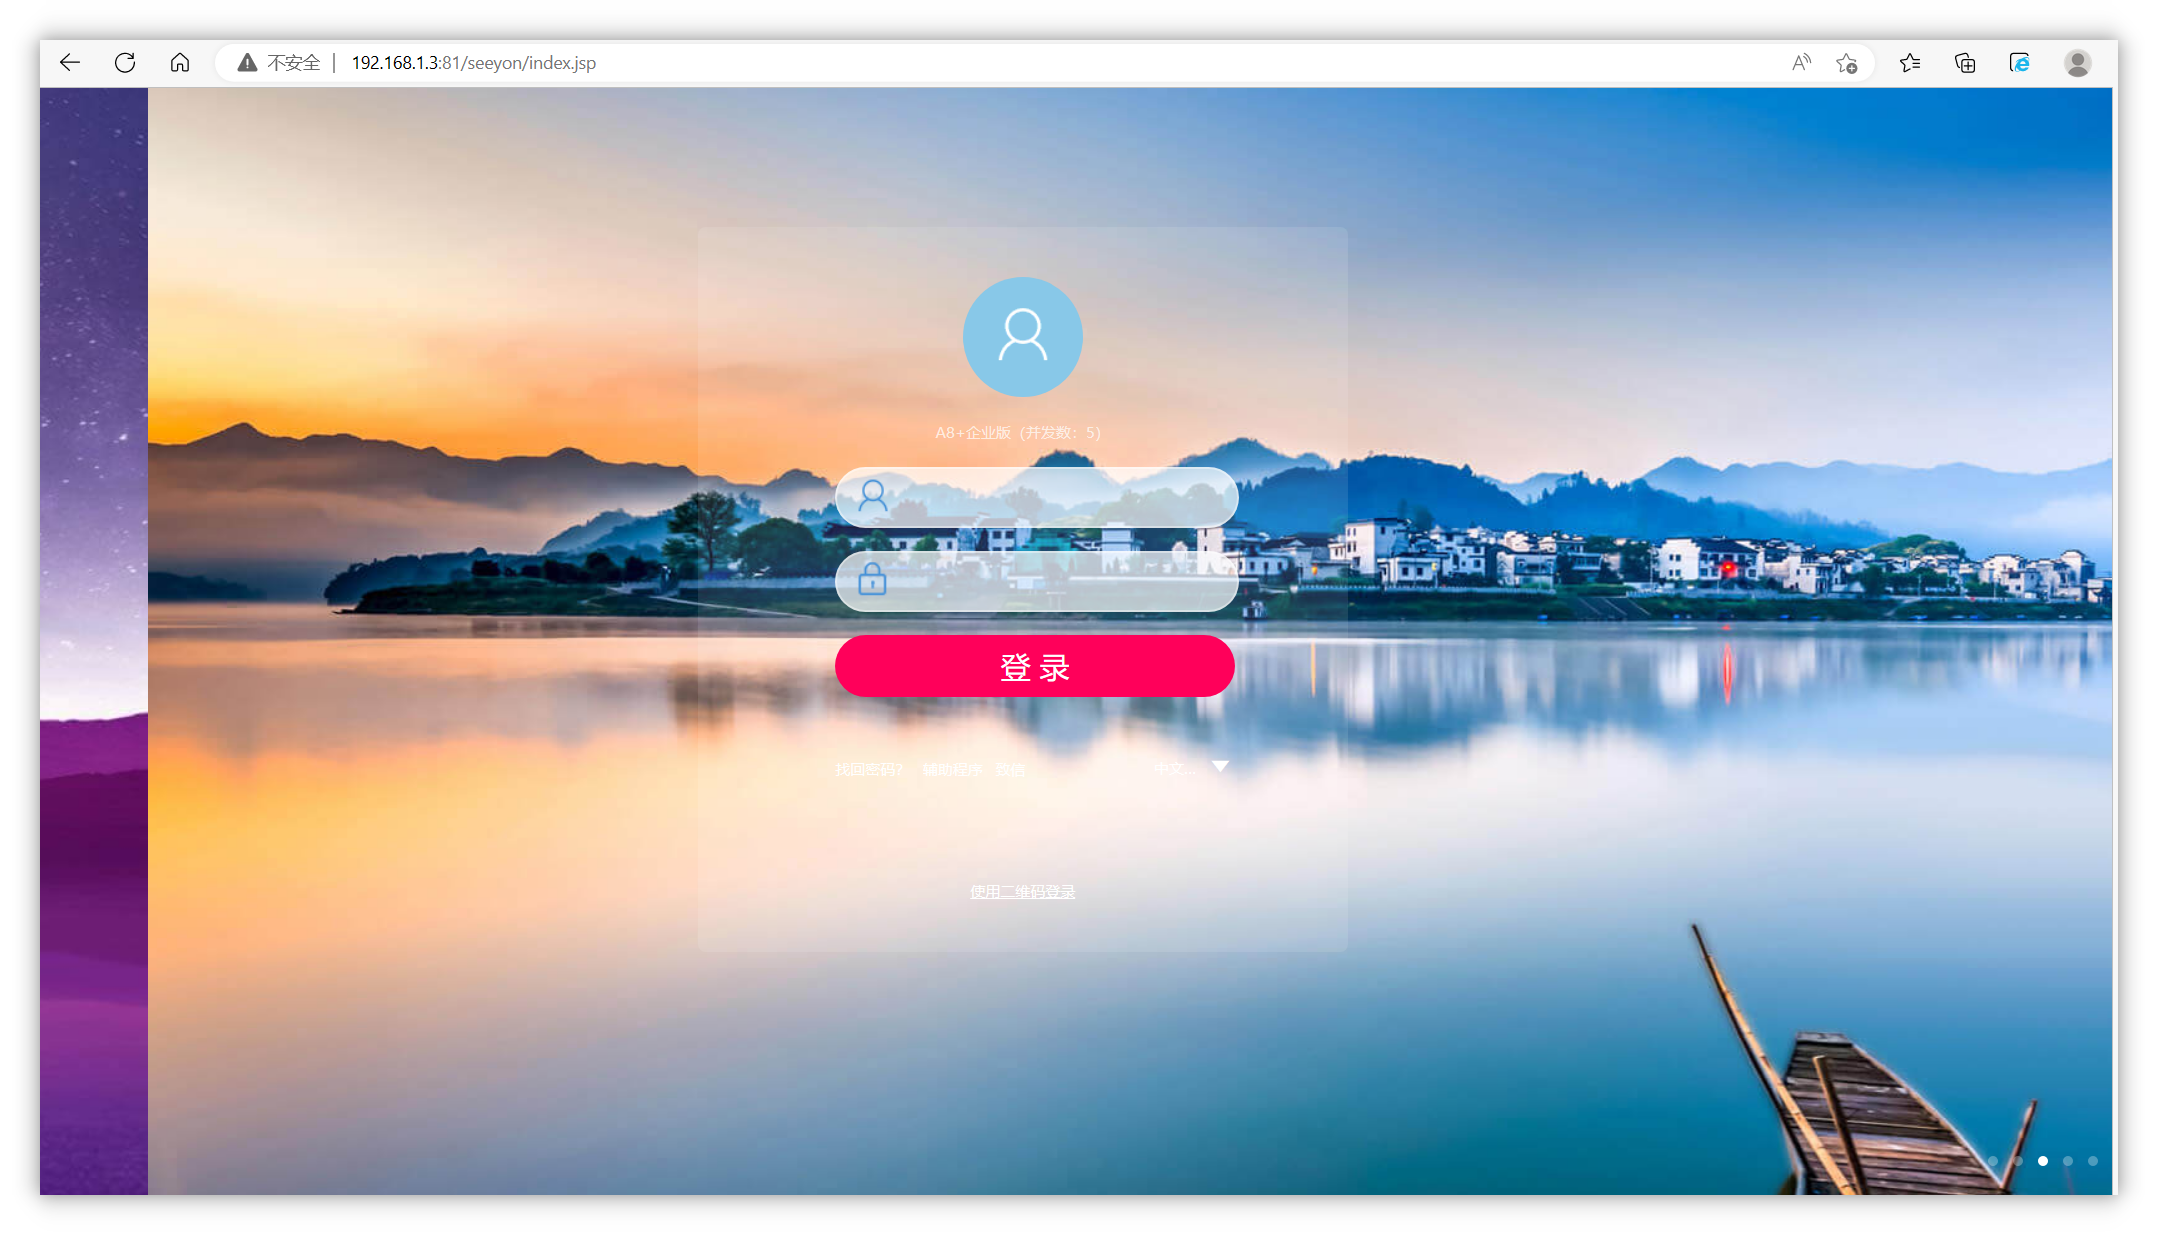 不安全 | 192.168.1.3:81/seeyon/index.jsp
A8+企业版 (并发数：5)
登 录
找回密码? 辅助程序 致信 中文...
使用二维码登录